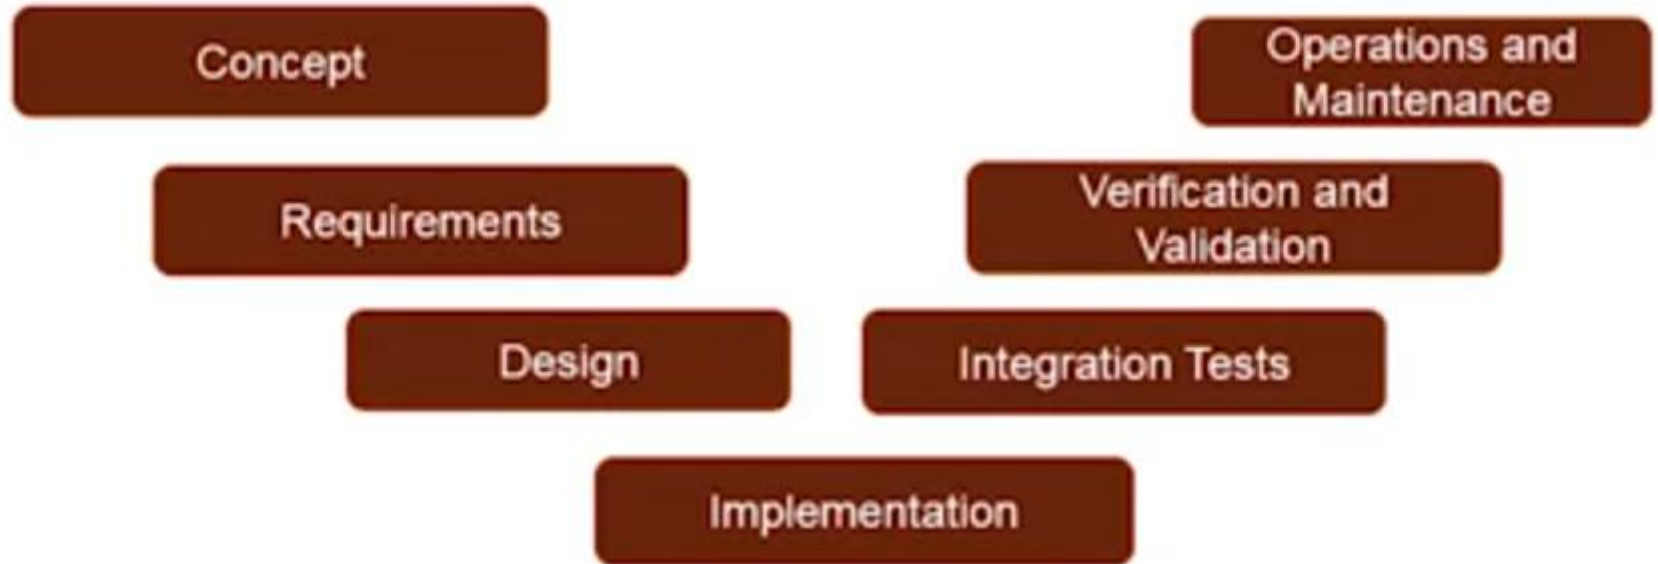 Concept
Operations and
Maintenance
Requirements
Verification and
Validation
Design
Integration Tests
Implementation